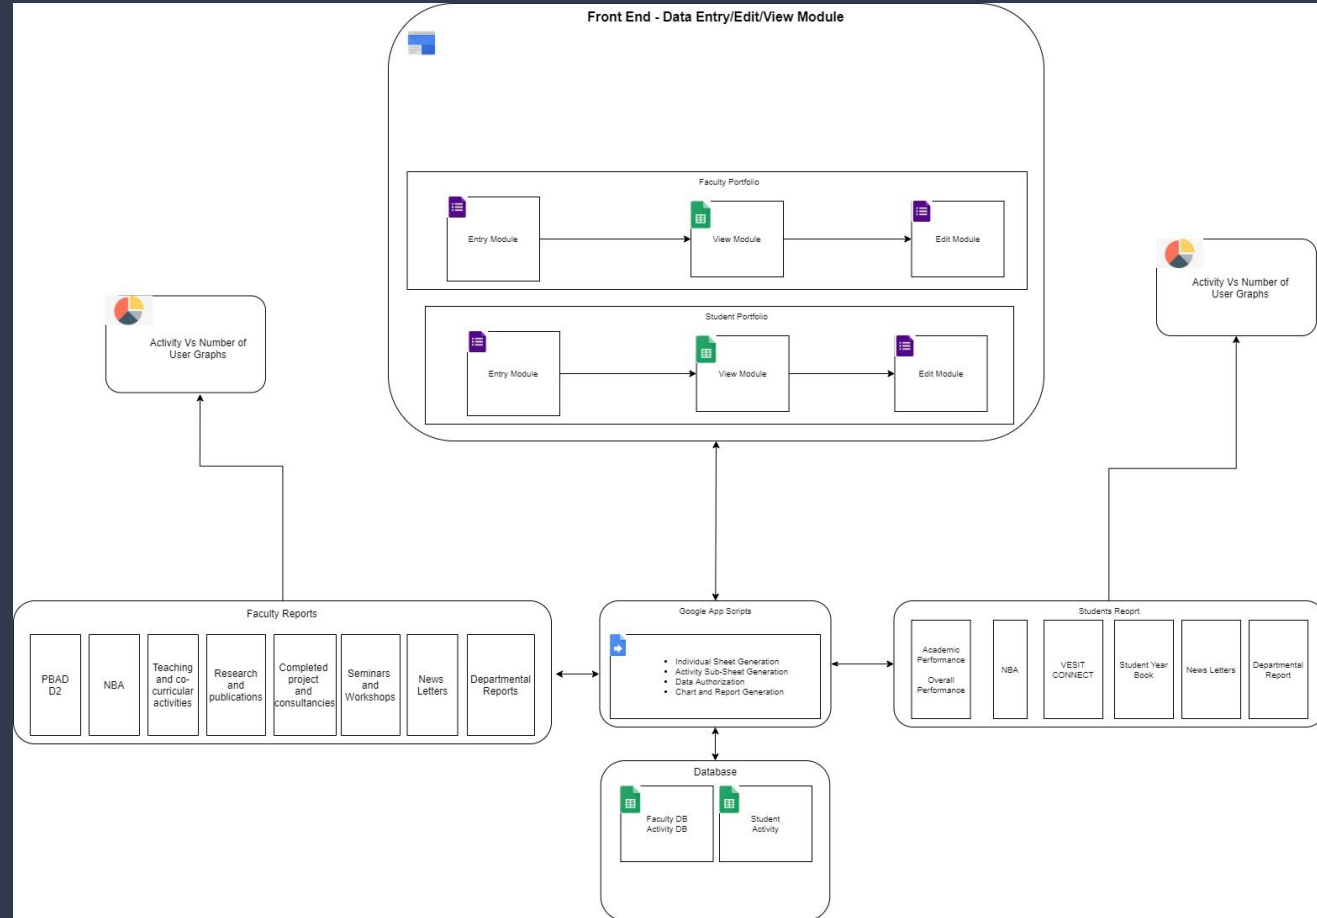 Front End - Data Entry/Edit/View Module
Faculty Portfolio
Entry Module
View Module
Edit Module
Student Portfolio
Entry Module
View Module
Edit Module
Activity Vs Number of
User Graphs
Activity Vs Number of
User Graphs
Faculty Reports
PBAD
D2
NBA
Teaching
and co-
curricular
activities
Research
and
publications
Completed
project
and
consultancies
Seminars
and
Workshops
News
Letters
Departmental
Reports
Google App Scripts
Individual Sheet Generation
Activity Sub-Sheet Generation
Data Authorization
Chart and Report Generation
Students Reoprt
Academic
Performance
Overall
Performance
NBA
VESIT
CONNECT
Student Year
Book
News Letters
Departmental
Report
Database
Faculty DB
Activity DB
Student
Activity